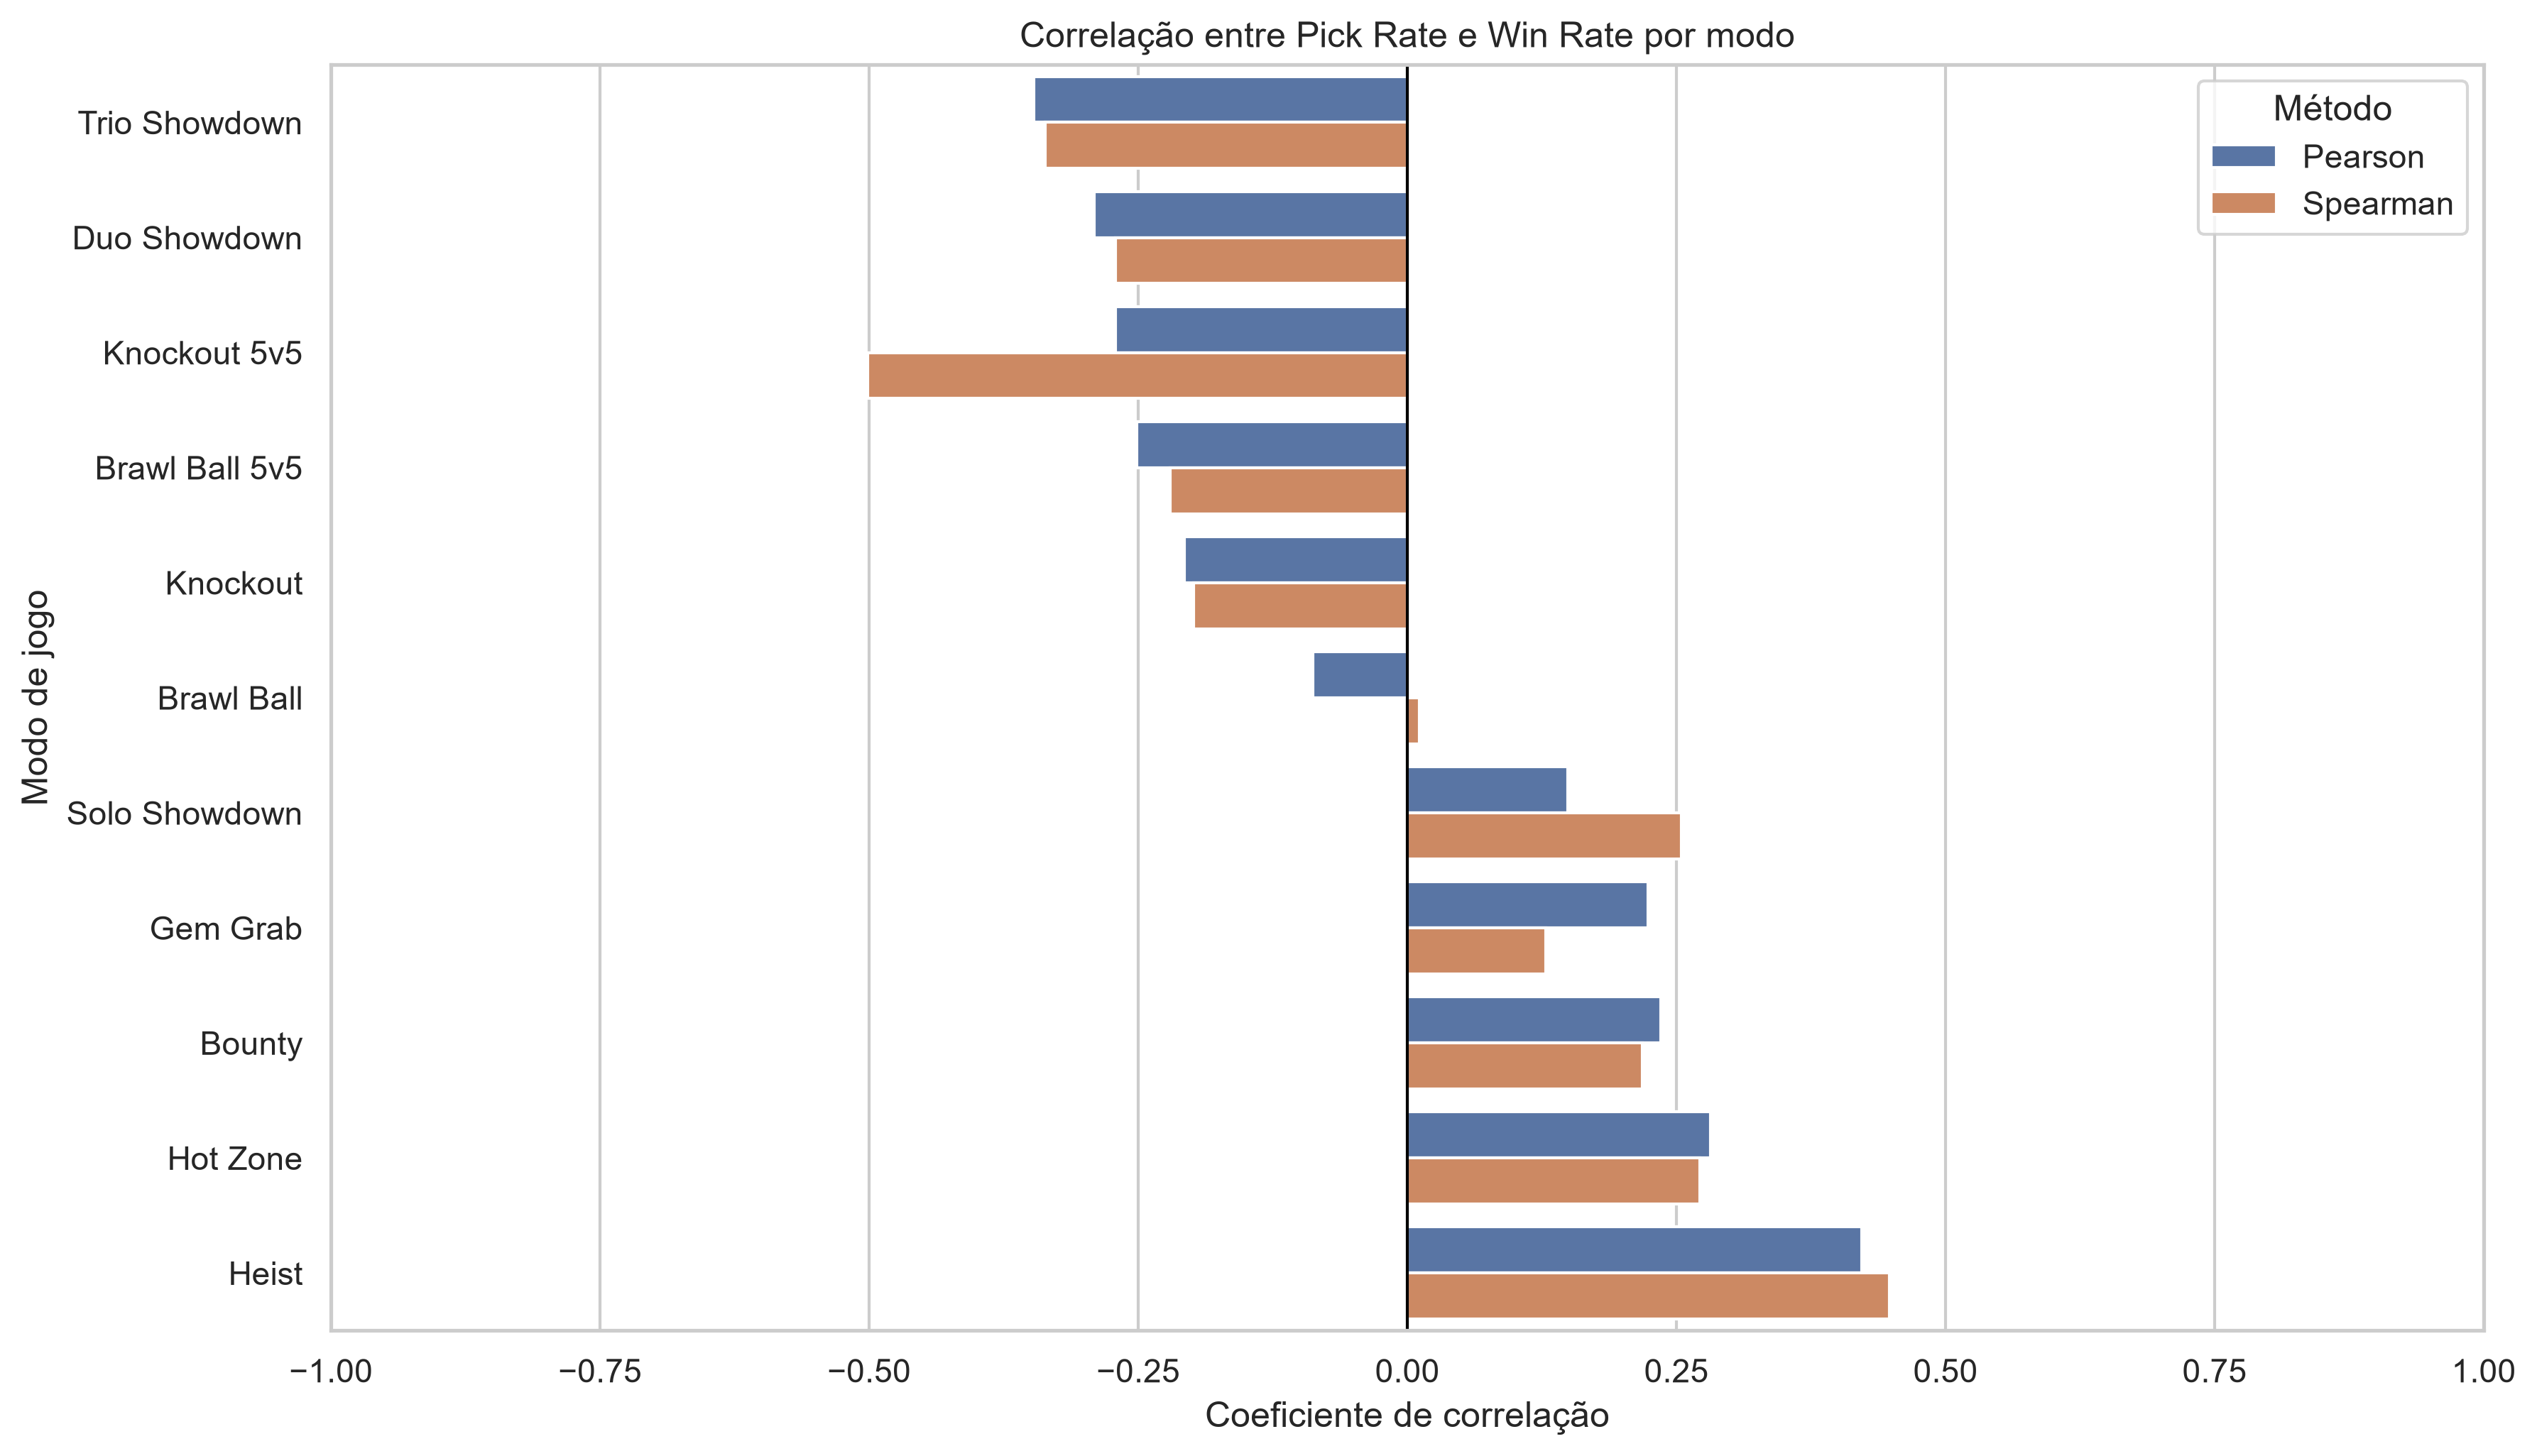 Correlação entre Pick Rate e Win Rate por modo
Método
Pearson
Spearman
Modo de jogo
Trio Showdown
Duo Showdown
Knockout 5v5
Brawl Ball 5v5
Knockout
Brawl Ball
Solo Showdown
Gem Grab
Bounty
Hot Zone
Heist
−1.00 −0.75 −0.50 −0.25 0.00 0.25 0.50 0.75 1.00
Coeficiente de correlação